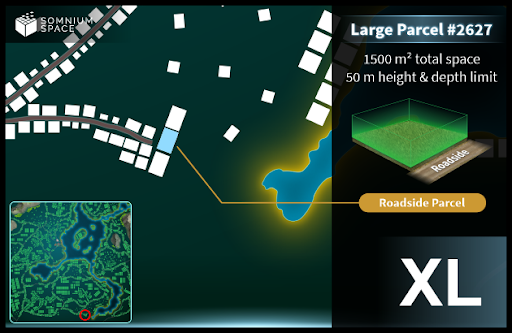 SOMNIUM
SPACE
Large Parcel #2627
1500 m² total space
50 m height & depth limit
Roadside
Roadside Parcel
XL